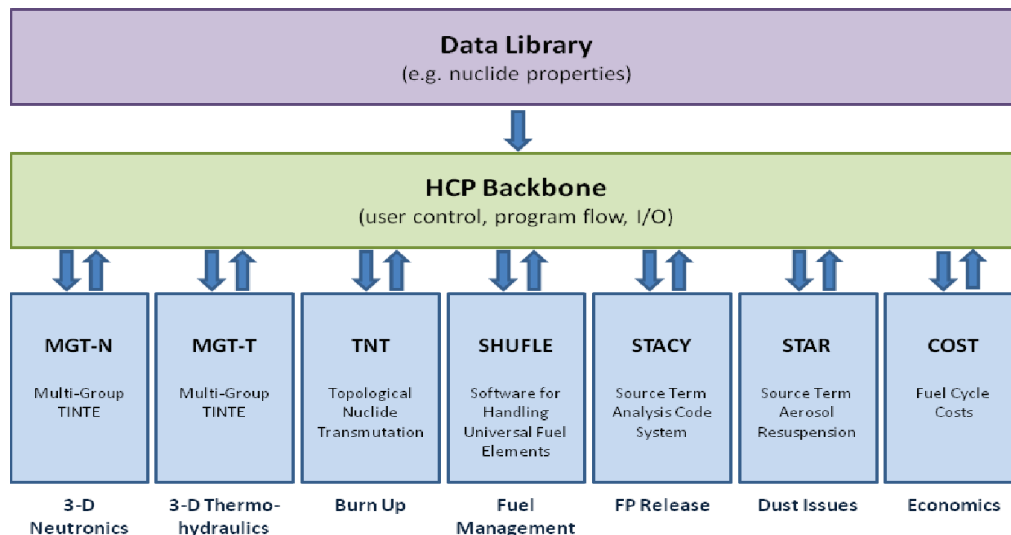 Data Library
(e.g. nuclide properties)
HCP Backbone
(user control, program flow, I/O)
MGT-N
Multi-Group
TINTE
MGT-T
Multi-Group
TINTE
TNT
Topological
Nuclide
Transmutation
SHUFLE
Software for
Handling
Universal Fuel
Elements
STACY
Source Term
Analysis Code
System
STAR
Source Term
Aerosol
Resuspension
COST
Fuel Cycle
Costs
3-D
Neutronics
3-D Thermo-
hydraulics
Burn Up
Fuel
Management
FP Release
Dust Issues
Economics